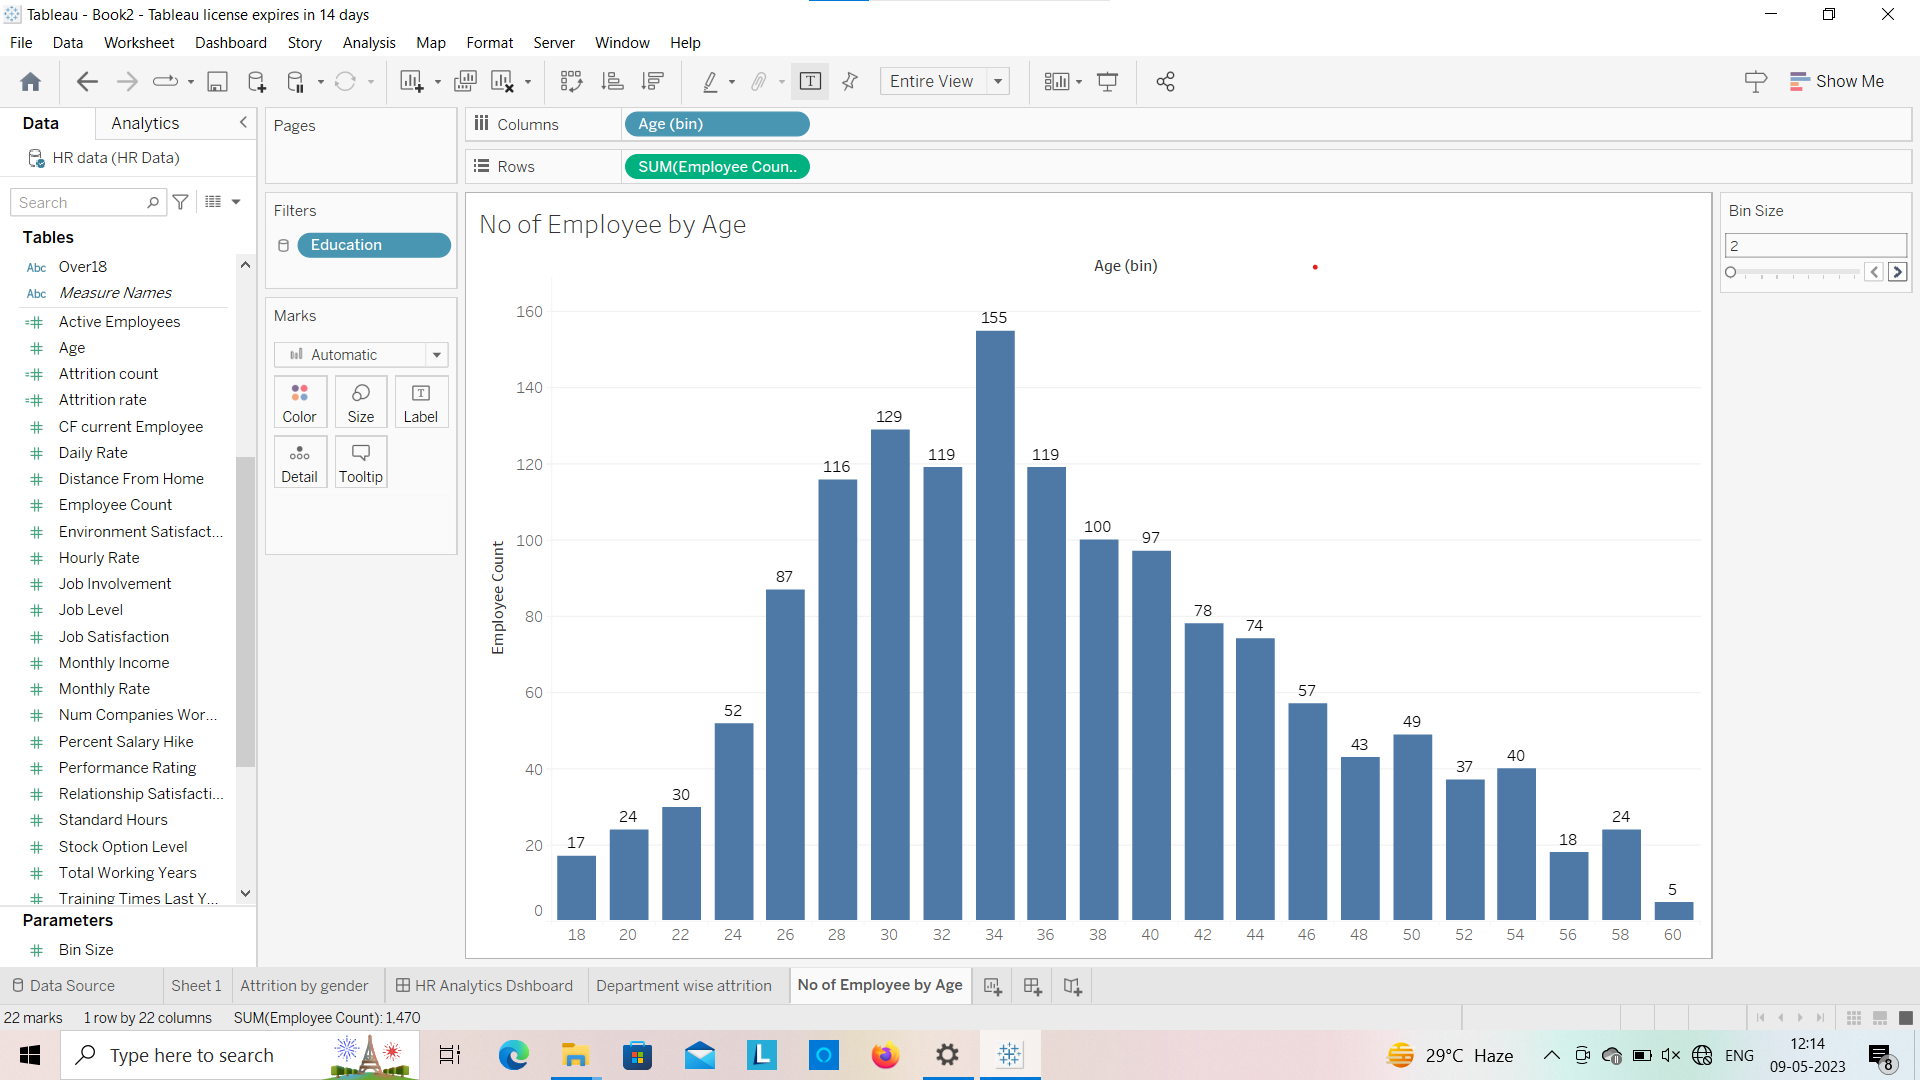 Tableau - Book2 - Tableau license expires in 14 days
File Data Worksheet Dashboard Story Analysis Map Format Server Window Help
Entire View
Show Me
Data Analytics
HR data (HR Data)
Search
Tables
Abc Over18
Abc Measure Names
Active Employees
Age
Attrition count
Attrition rate
CF current Employee
Daily Rate
Distance From Home
Employee Count
Environment Satisfact...
Hourly Rate
Job Involvement
Job Level
Job Satisfaction
Monthly Income
Monthly Rate
Num Companies Wor...
Percent Salary Hike
Performance Rating
Relationship Satisfacti...
Standard Hours
Stock Option Level
Total Working Years
Training Times Last Y...
Parameters
Bin Size
Pages
Filters
Education
Marks
Automatic
Color Size Label
Detail Tooltip
Columns Age (bin)
Rows SUM(Employee Coun..
No of Employee by Age
Age (bin)
Employee Count
160
140
120
100
80
60
40
20
0
17 24 30 52 87 116 129 119 155 119 100 97 78 74 57 43 49 37 40 18 24 5
18 20 22 24 26 28 30 32 34 36 38 40 42 44 46 48 50 52 54 56 58 60
Bin Size
2
Data Source Sheet 1 Attrition by gender HR Analytics Dshboard Department wise attrition No of Employee by Age
22 marks 1 row by 22 columns SUM(Employee Count): 1,470
Type here to search
29°C Haze
ENG
12:14
09-05-2023
8